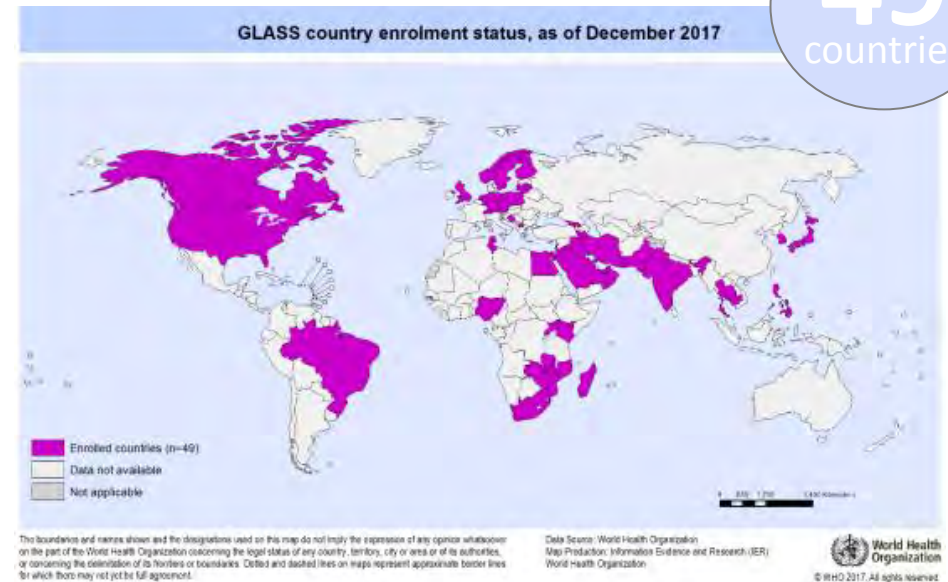 49
countrie
GLASS country enrolment status, as of December 2017
Enrolled countries (n=49)
Data not available
Not applicable
The boundaries and names shown and the designations used on this map do not imply the expression of any opinion whatsoever
on the part of the World Health Organization concerning the legal status of any country, territory, city or area or of its authorities,
or concerning the delimitation of its frontiers or boundaries. Dotted and dashed lines on maps represent approximate border lines
for which there may not yet be full agreement.
Data Source: World Health Organization
Map Production: Information Evidence and Research (IER)
World Health Organization
World Health
Organization
© WHO 2017. All rights reserved